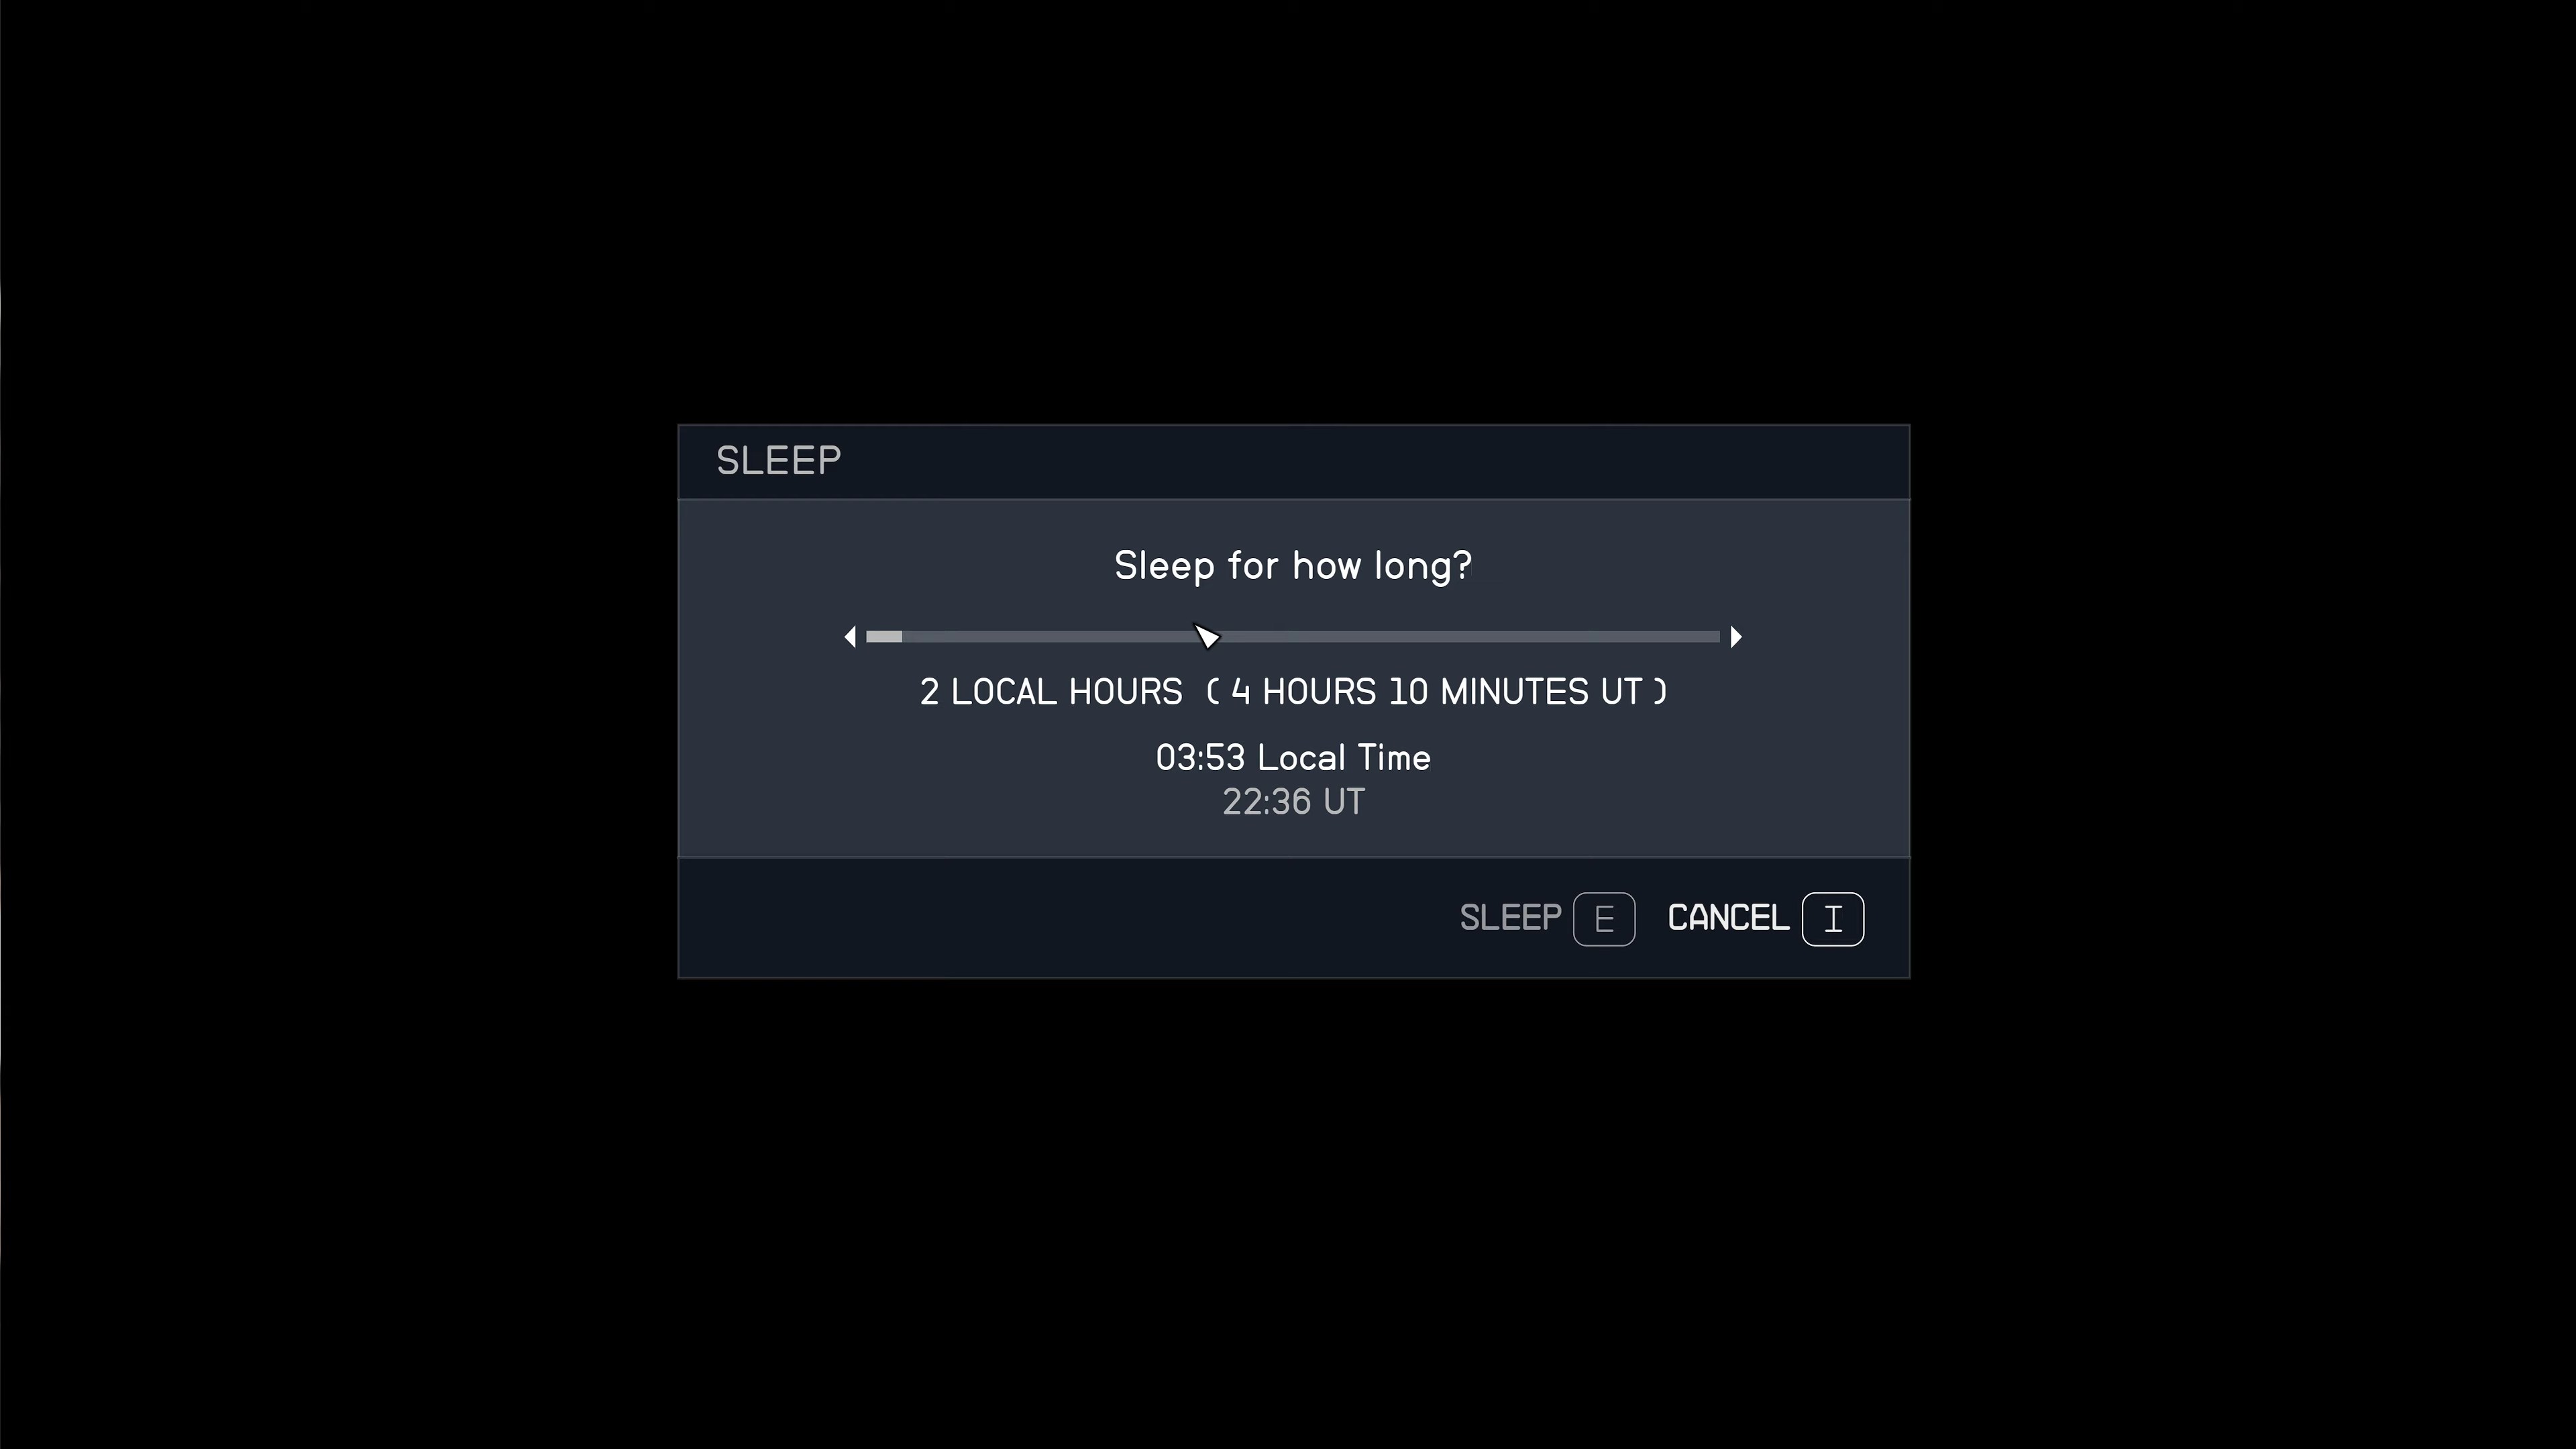 SLEEP
Sleep for how long?
2 LOCAL HOURS ( 4 HOURS 10 MINUTES UT )
03:53 Local Time
22:36 UT
SLEEP E CANCEL I